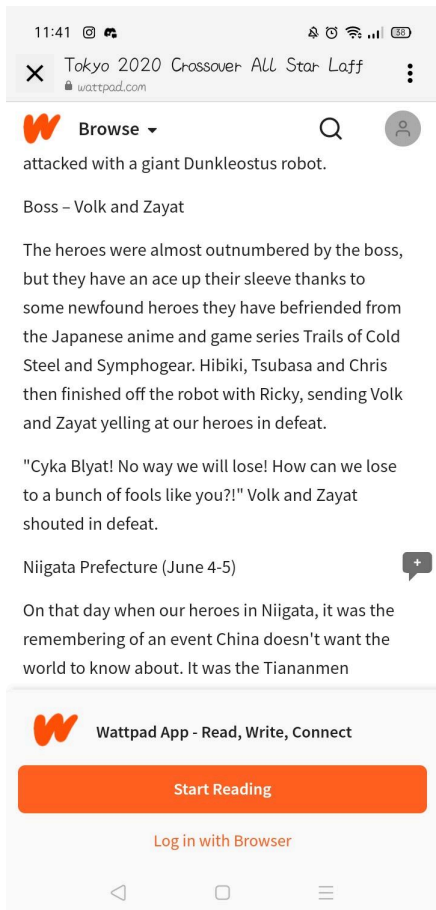 11:41
38
Tokyo 2020 Crossover All Star Laff
wattpad.com
Browse
attacked with a giant Dunkleostus robot.
Boss – Volk and Zayat
The heroes were almost outnumbered by the boss,
but they have an ace up their sleeve thanks to
some newfound heroes they have befriended from
the Japanese anime and game series Trails of Cold
Steel and Symphogear. Hibiki, Tsubasa and Chris
then finished off the robot with Ricky, sending Volk
and Zayat yelling at our heroes in defeat.
"Cyka Blyat! No way we will lose! How can we lose
to a bunch of fools like you?!" Volk and Zayat
shouted in defeat.
Niigata Prefecture (June 4-5)
+
On that day when our heroes in Niigata, it was the
remembering of an event China doesn't want the
world to know about. It was the Tiananmen
Wattpad App - Read, Write, Connect
Start Reading
Log in with Browser